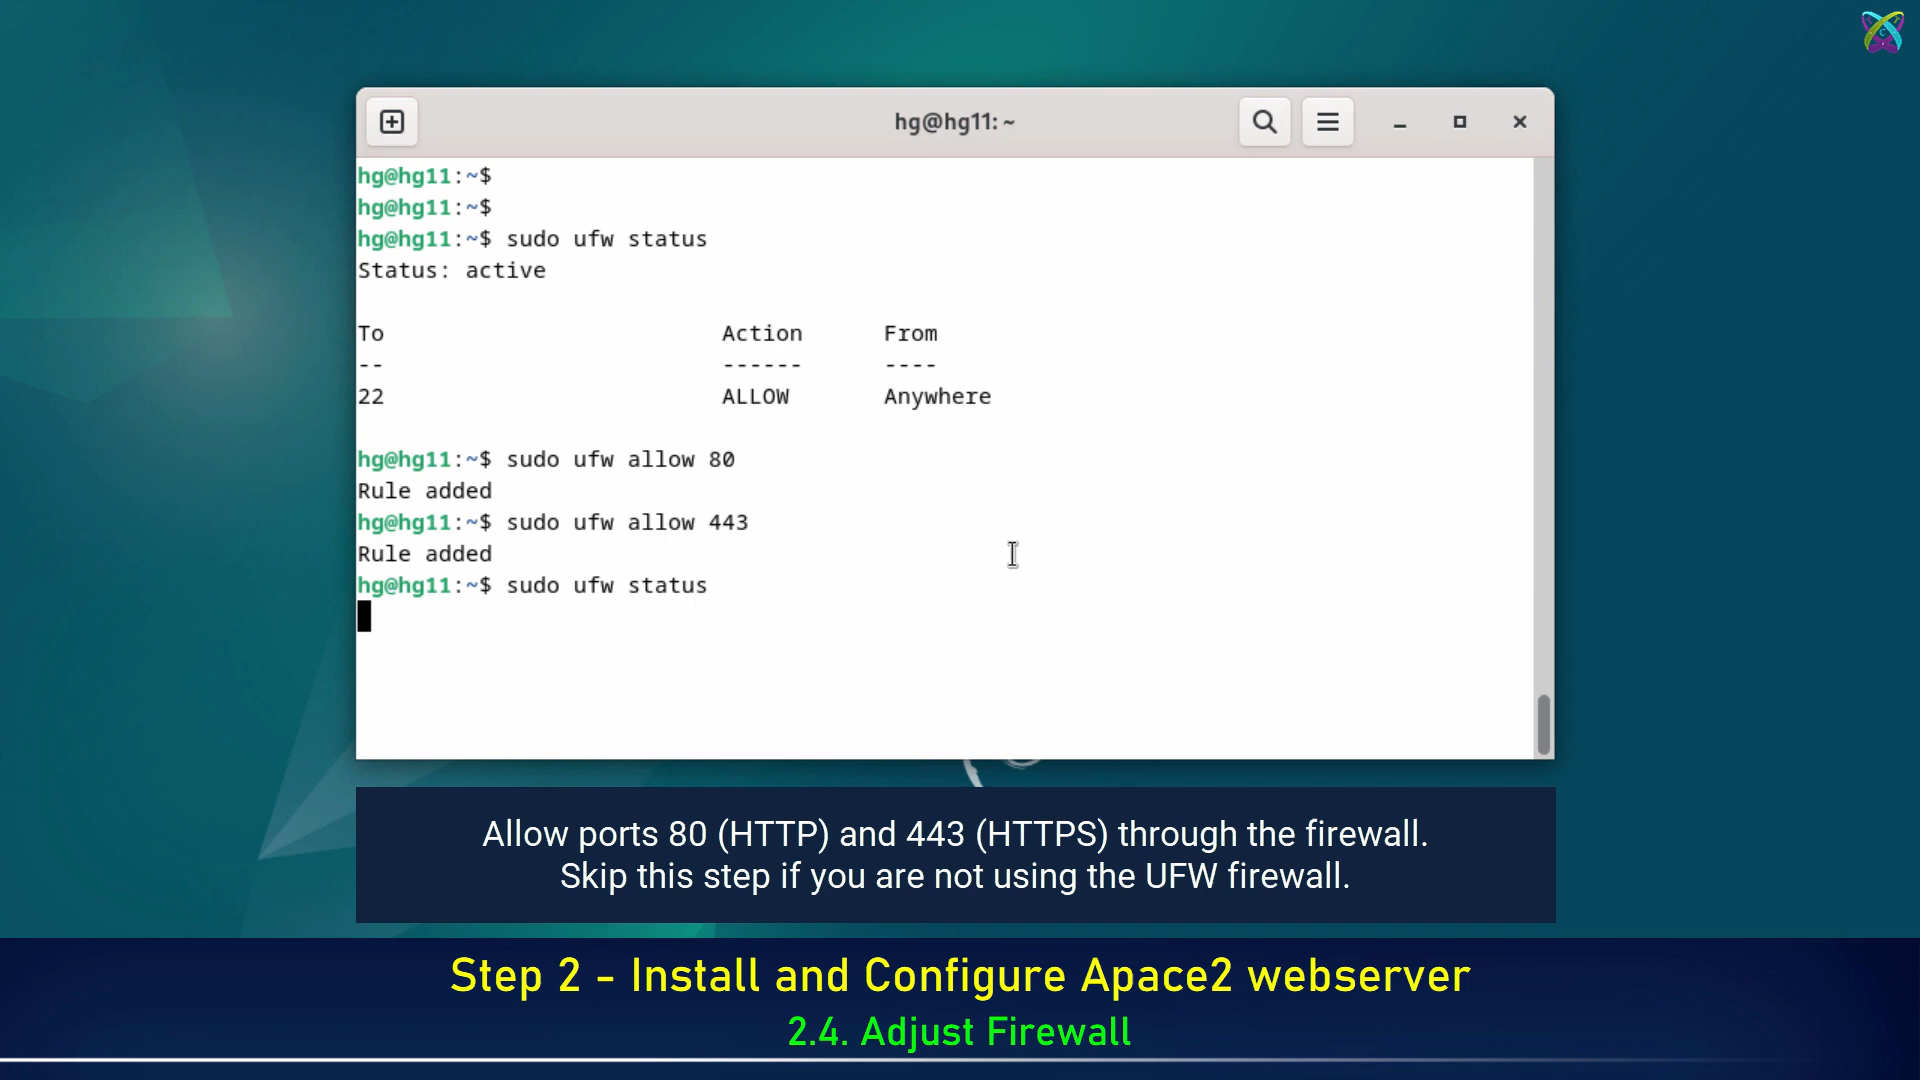 hg@hg11: ~
hg@hg11:~$
hg@hg11:~$
hg@hg11:~$ sudo ufw status
Status: active
To Action From
-- ------ ----
22 ALLOW Anywhere
hg@hg11:~$ sudo ufw allow 80
Rule added
hg@hg11:~$ sudo ufw allow 443
Rule added
hg@hg11:~$ sudo ufw status
Allow ports 80 (HTTP) and 443 (HTTPS) through the firewall.
Skip this step if you are not using the UFW firewall.
Step 2 - Install and Configure Apace2 webserver
2.4. Adjust Firewall